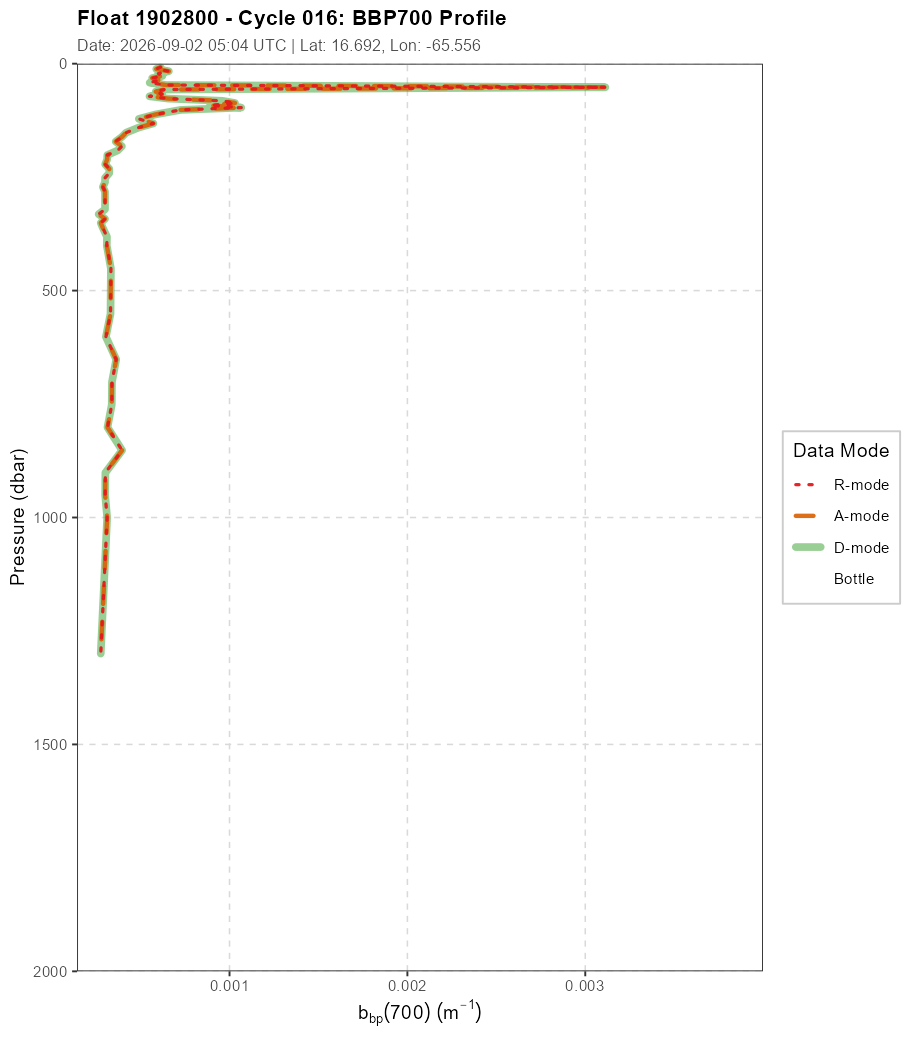 Float 1902800 - Cycle 016: BBP700 Profile
Date: 2026-09-02 05:04 UTC | Lat: 16.692, Lon: -65.556
0
500
1000
1500
2000
Pressure (dbar)
0.001
0.002
0.003
b_bp(700) (m⁻¹)
Data Mode
R-mode
A-mode
D-mode
Bottle